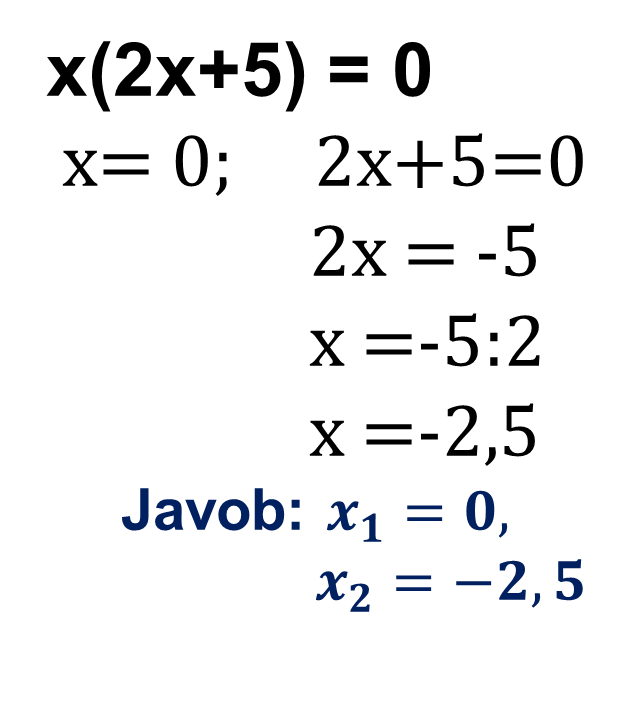 x(2x+5) = 0
x= 0; 2x+5=0
2x = -5
x =-5:2
x =-2,5
Javob: x₁ = 0,
x₂ = −2, 5